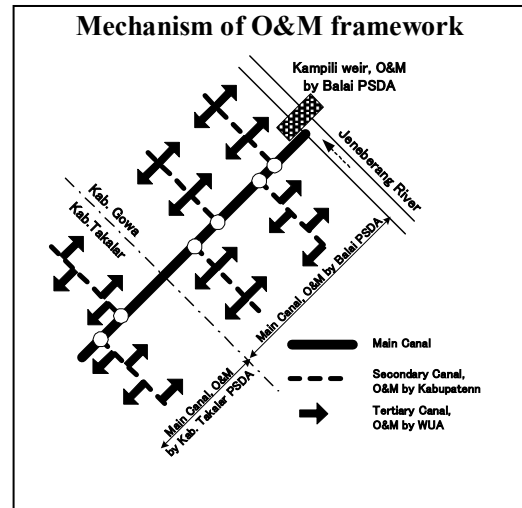 Mechanism of O&M framework
Kampili weir, O&M
by Balai PSDA
Jeneberang River
Kab. Gowa
Kab. Takalar
Main Canal, O&M by Balai PSDA
Main Canal, O&M
by Kab. Takalar PSDA
Main Canal
Secondary Canal,
O&M by Kabupatenn
Tertiary Canal,
O&M by WUA